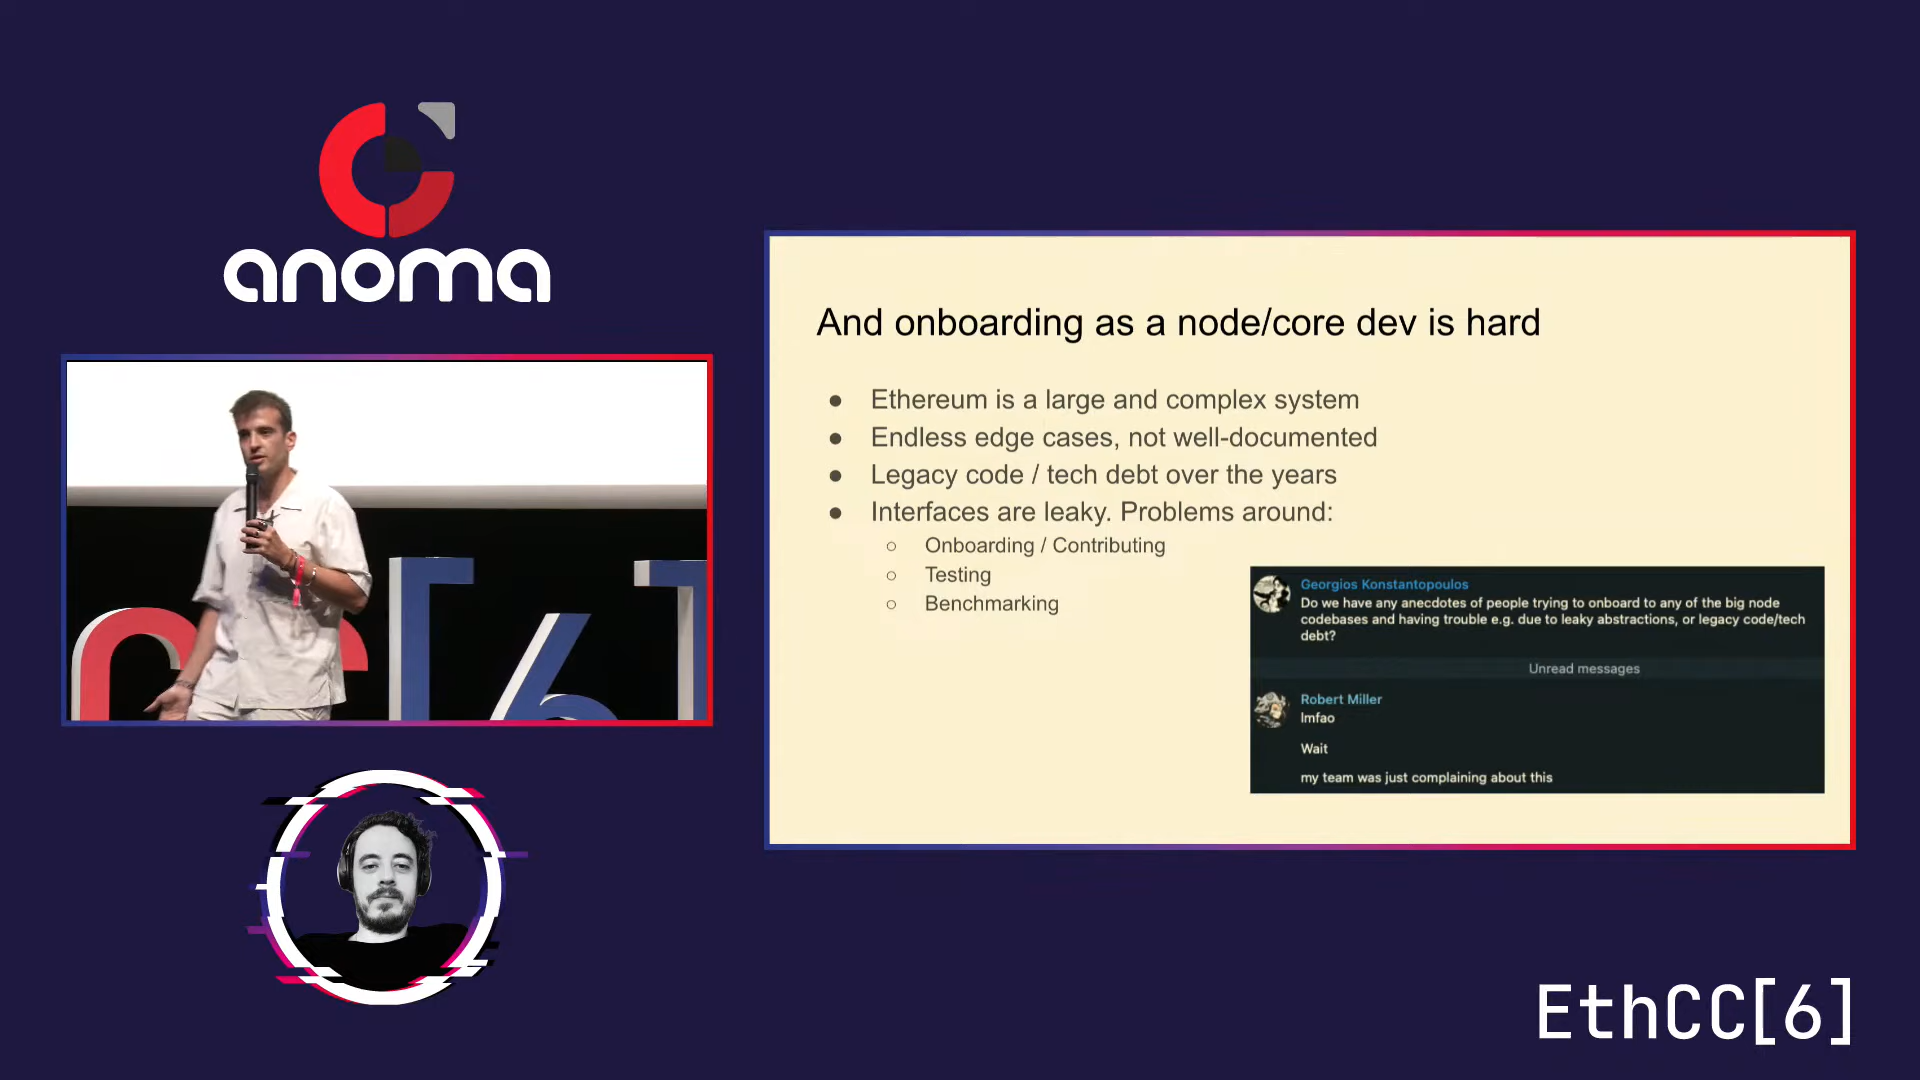 anoma
[6]
And onboarding as a node/core dev is hard
● Ethereum is a large and complex system
● Endless edge cases, not well-documented
● Legacy code / tech debt over the years
● Interfaces are leaky. Problems around:
○ Onboarding / Contributing
○ Testing
○ Benchmarking
Georgios Konstantopoulos
Do we have any anecdotes of people trying to onboard to any of the big node
codebases and having trouble e.g. due to leaky abstractions, or legacy code/tech
debt?
Unread messages
Robert Miller
lmfao
Wait
my team was just complaining about this
EthCC[6]